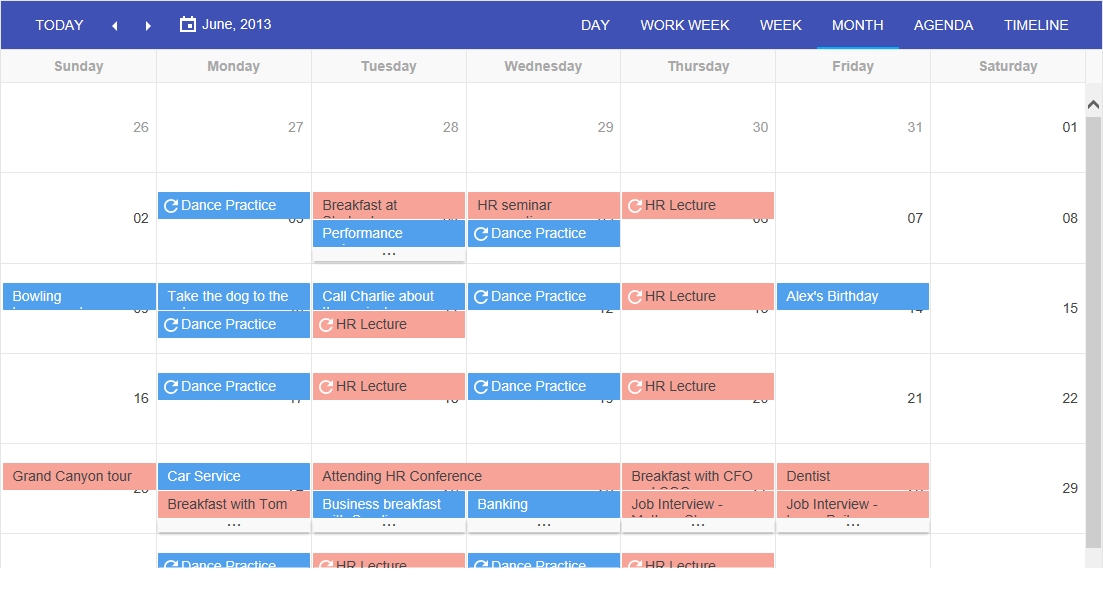 TODAY June, 2013 DAY WORK WEEK WEEK MONTH AGENDA TIMELINE
Sunday Monday Tuesday Wednesday Thursday Friday Saturday
26 27 28 29 30 31 01
Dance Practice Breakfast at HR seminar HR Lecture
02 07 08
Performance Dance Practice
...
Bowling Take the dog to the Call Charlie about Dance Practice HR Lecture Alex's Birthday
15
Dance Practice HR Lecture
Dance Practice HR Lecture Dance Practice HR Lecture
16 21 22
Grand Canyon tour Car Service Attending HR Conference Breakfast with CFO Dentist
29
Breakfast with Tom Business breakfast Banking Job Interview - Job Interview -
... ... ... ... ...
Dance Practice HR Lecture Dance Practice HR Lecture